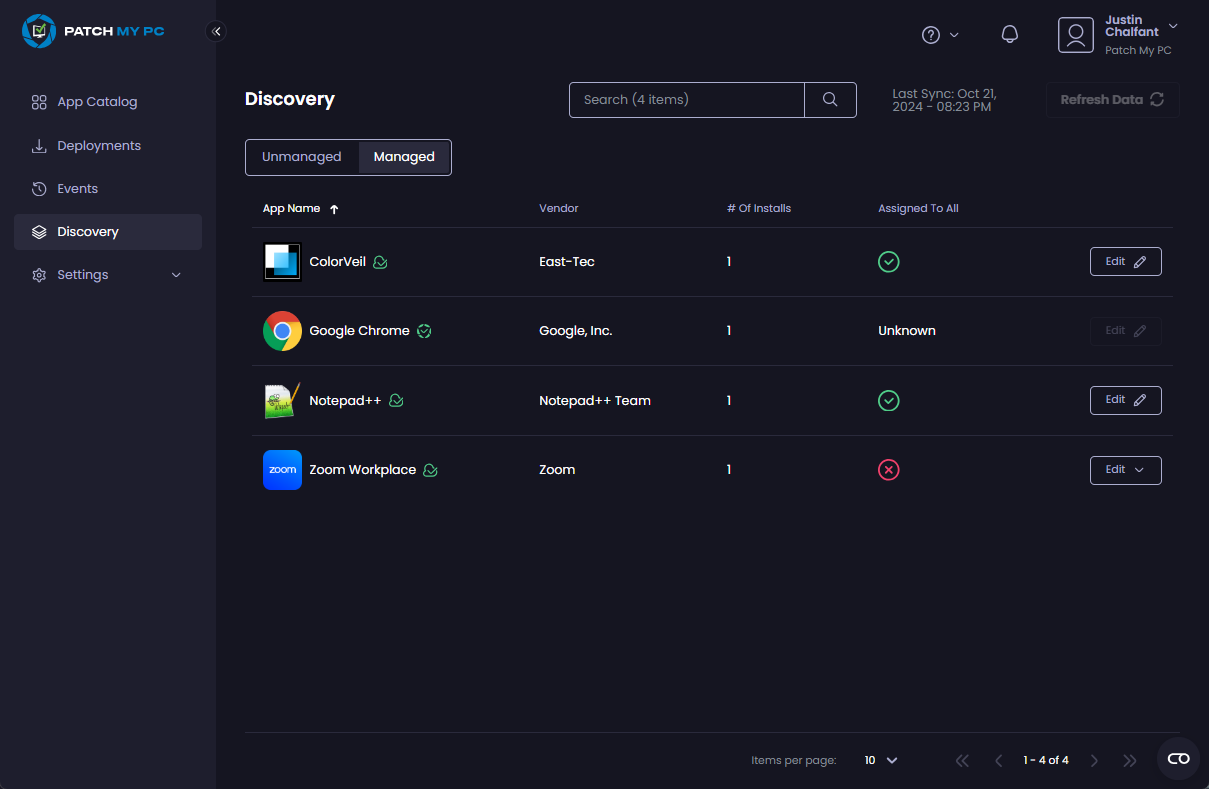 PATCH MY PC
Justin
Chalfant
Patch My PC
App Catalog
Deployments
Events
Discovery
Settings
Discovery
Search (4 items)
Last Sync: Oct 21,
2024 - 08:23 PM
Refresh Data
Unmanaged
Managed
App Name
Vendor
# Of Installs
Assigned To All
ColorVeil
East-Tec
1
Edit
Google Chrome
Google, Inc.
1
Unknown
Edit
Notepad++
Notepad++ Team
1
Edit
zoom
Zoom Workplace
Zoom
1
Edit
Items per page:
10
1 - 4 of 4